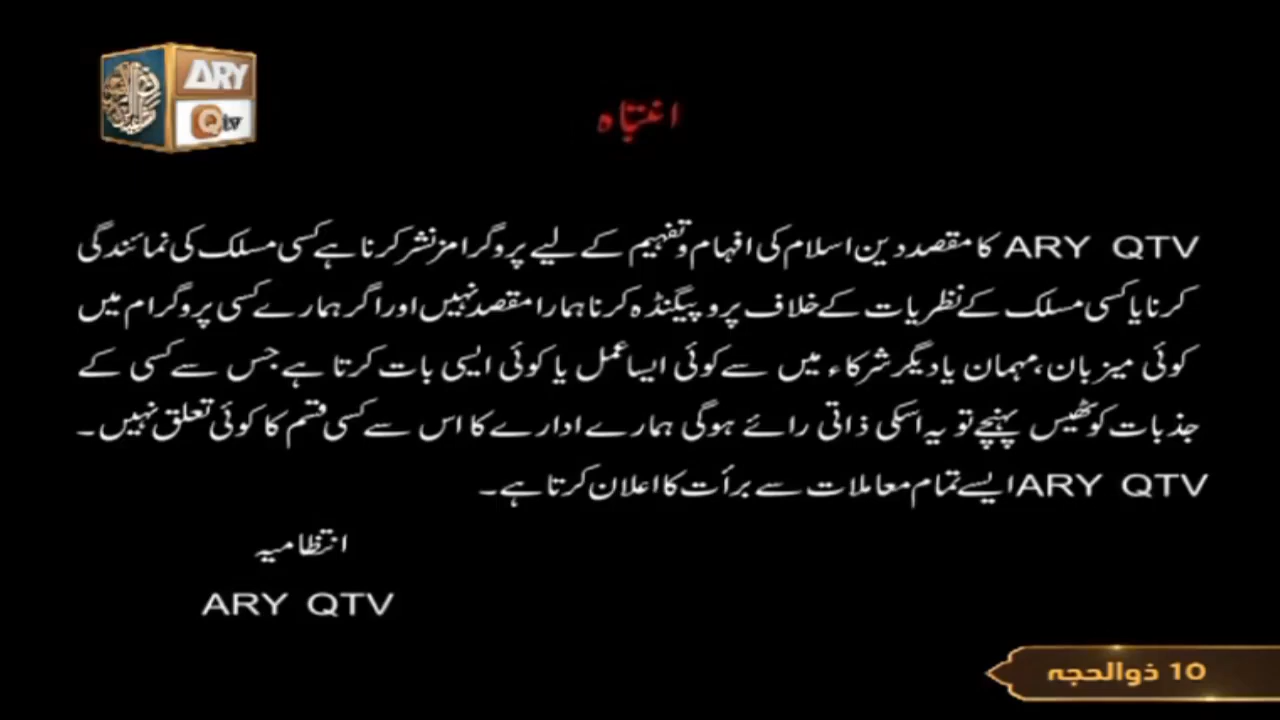 ARY
Qtv
انتباہ
ARY QTV کا مقصد دین اسلام کی افہام و تفہیم کے لیے پروگرامز نشر کرنا ہے کسی مسلک کی نمائندگی
کرنا یا کسی مسلک کے نظریات کے خلاف پروپیگنڈہ کرنا ہمارا مقصد نہیں اور اگر ہمارے کسی پروگرام میں
کوئی میزبان، مہمان یا دیگر شرکاء میں سے کوئی ایسا عمل یا کوئی ایسی بات کرتا ہے جس سے کسی کے
جذبات کو ٹھیس پہنچے تو یہ اسکی ذاتی رائے ہوگی ہمارے ادارے کا اس سے کسی قسم کا کوئی تعلق نہیں۔
ARY QTV ایسے تمام معاملات سے برأت کا اعلان کرتا ہے۔
انتظامیہ
ARY QTV
10 ذوالحجہ